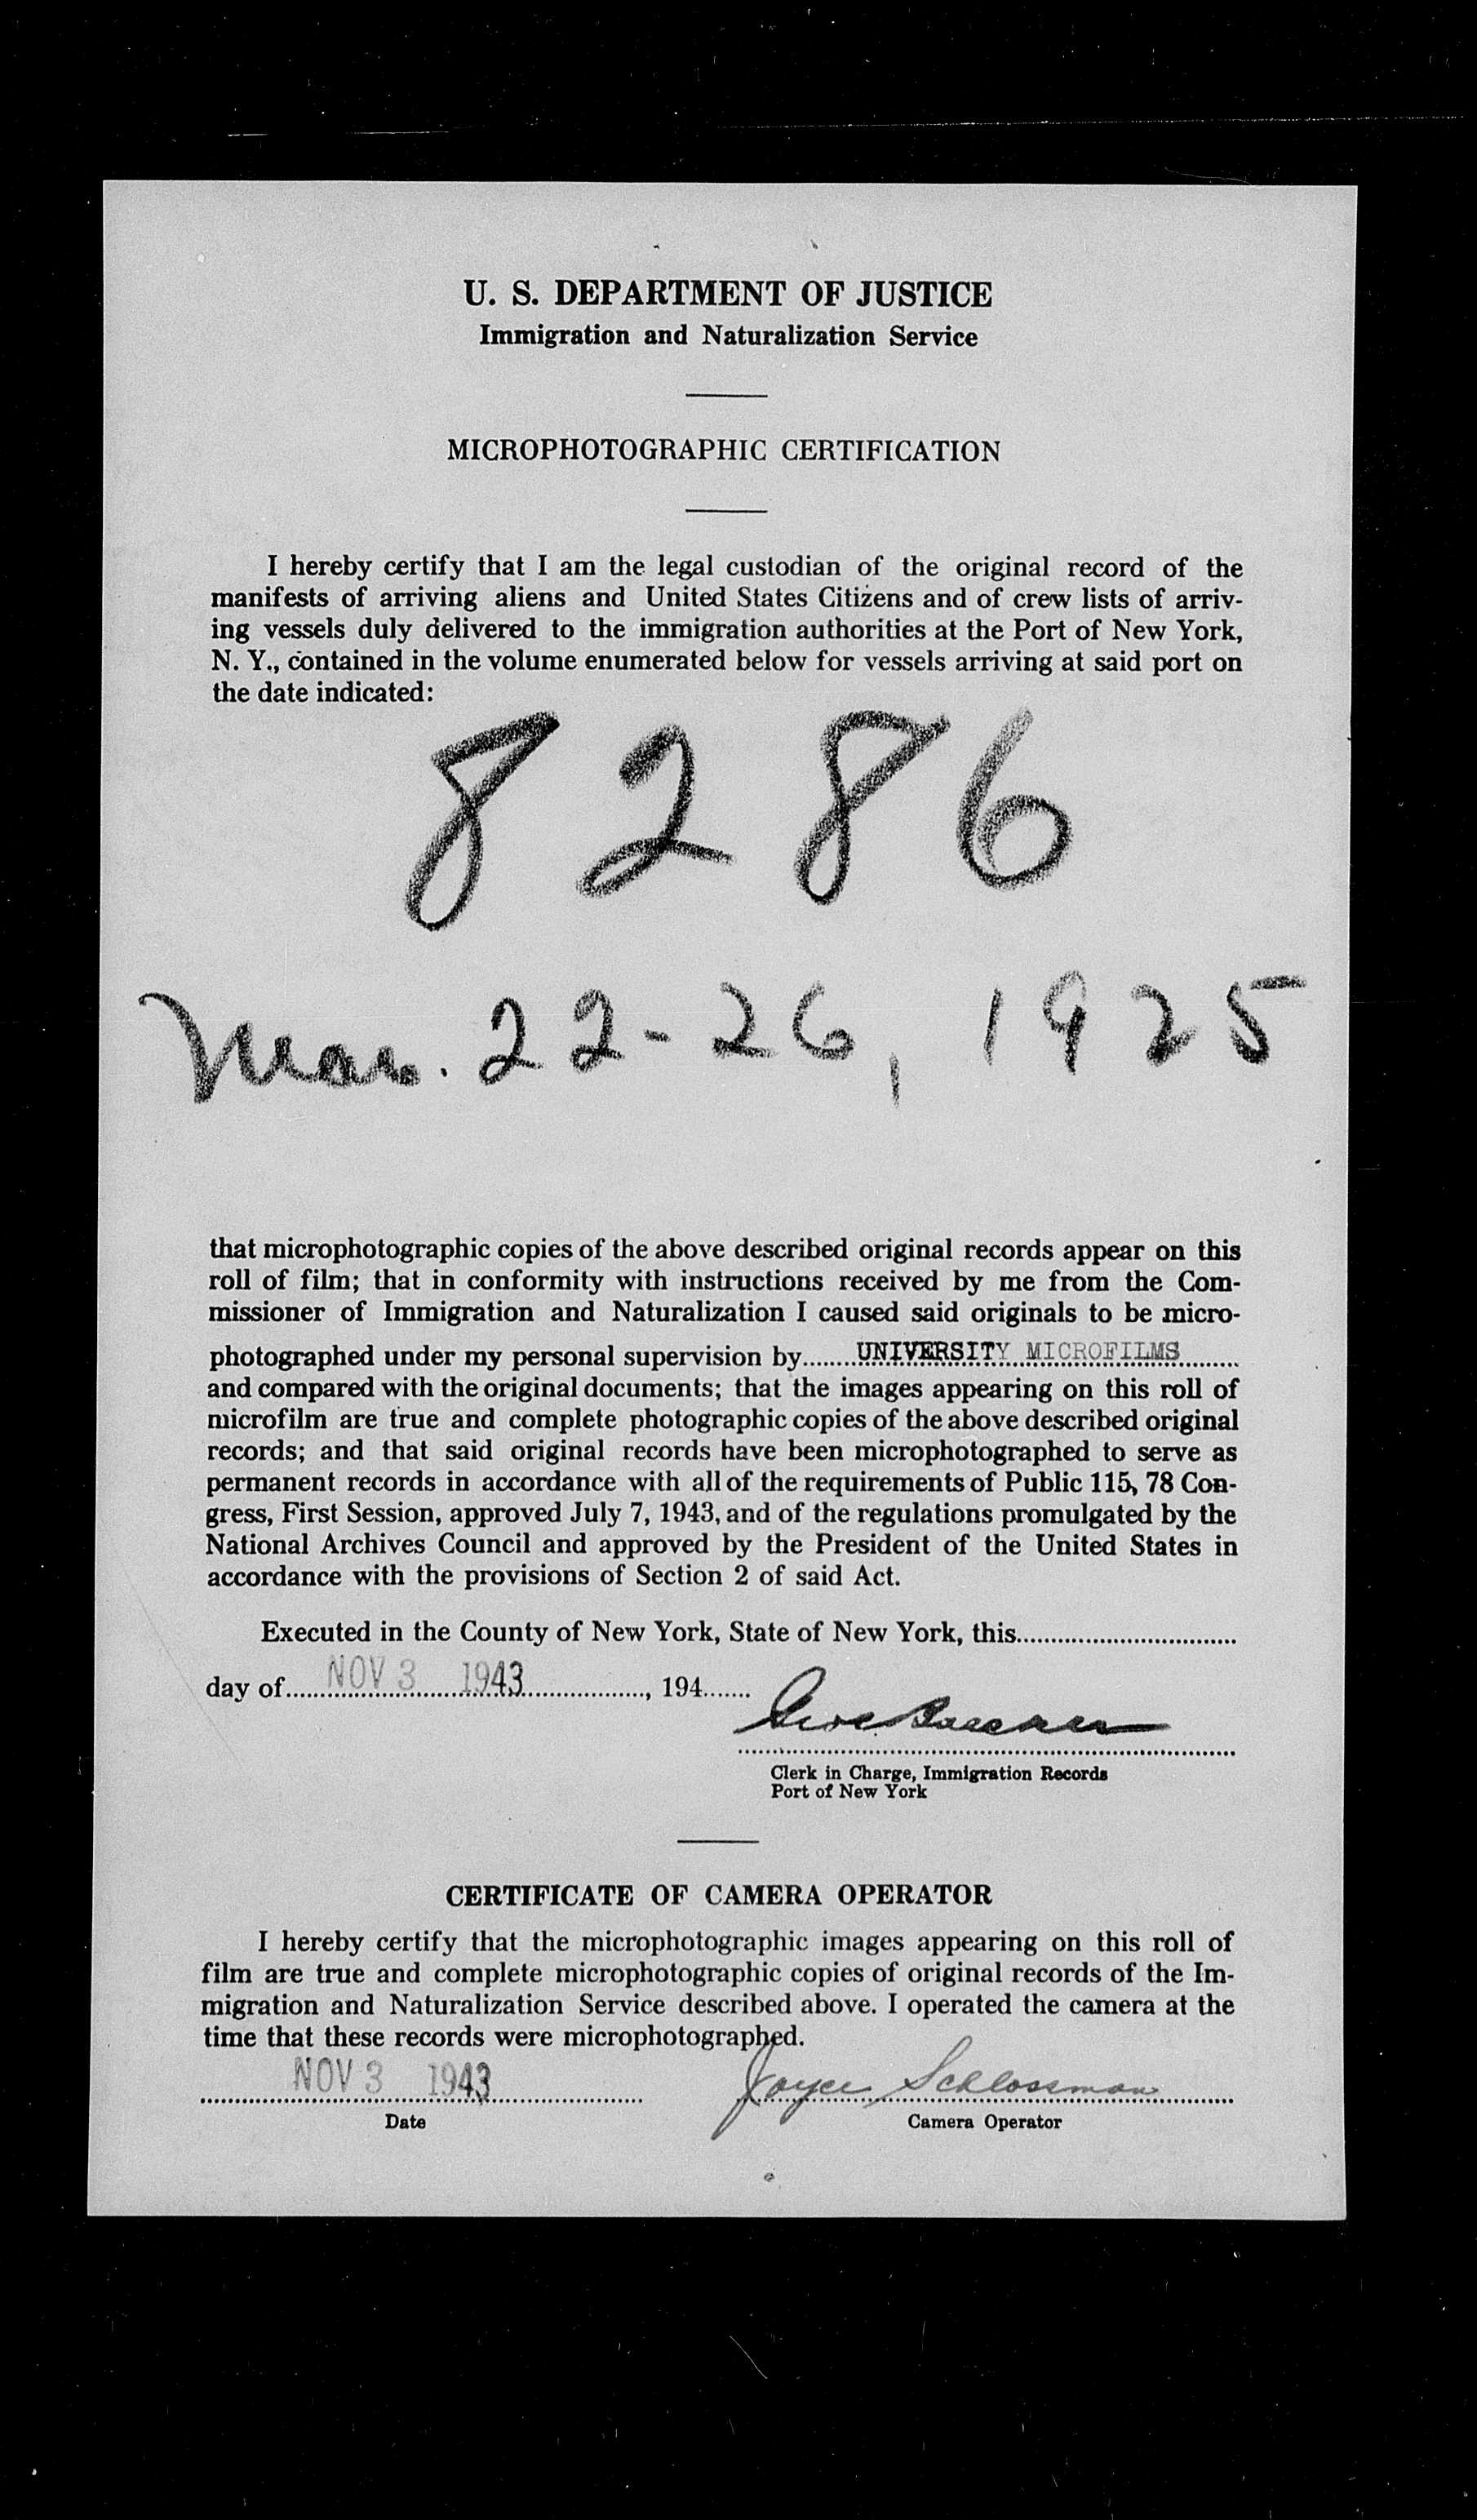 U. S. DEPARTMENT OF JUSTICE
Immigration and Naturalization Service
MICROPHOTOGRAPHIC CERTIFICATION
I hereby certify that I am the legal custodian of the original record of the
manifests of arriving aliens and United States Citizens and of crew lists of arriv-
ing vessels duly delivered to the immigration authorities at the Port of New York,
N. Y., contained in the volume enumerated below for vessels arriving at said port on
the date indicated:
8286
Mar. 22-26, 1925
that microphotographic copies of the above described original records appear on this
roll of film; that in conformity with instructions received by me from the Com-
missioner of Immigration and Naturalization I caused said originals to be micro-
photographed under my personal supervision by UNIVERSITY MICROFILMS
and compared with the original documents; that the images appearing on this roll of
microfilm are true and complete photographic copies of the above described original
records; and that said original records have been microphotographed to serve as
permanent records in accordance with all of the requirements of Public 115, 78 Con-
gress, First Session, approved July 7, 1943, and of the regulations promulgated by the
National Archives Council and approved by the President of the United States in
accordance with the provisions of Section 2 of said Act.
Executed in the County of New York, State of New York, this
day of NOV 3 1943, 194
Clerk in Charge, Immigration Records
Port of New York
CERTIFICATE OF CAMERA OPERATOR
I hereby certify that the microphotographic images appearing on this roll of
film are true and complete microphotographic copies of original records of the Im-
migration and Naturalization Service described above. I operated the camera at the
time that these records were microphotographed.
NOV 3 1943 Joyce Schlossman
Date Camera Operator